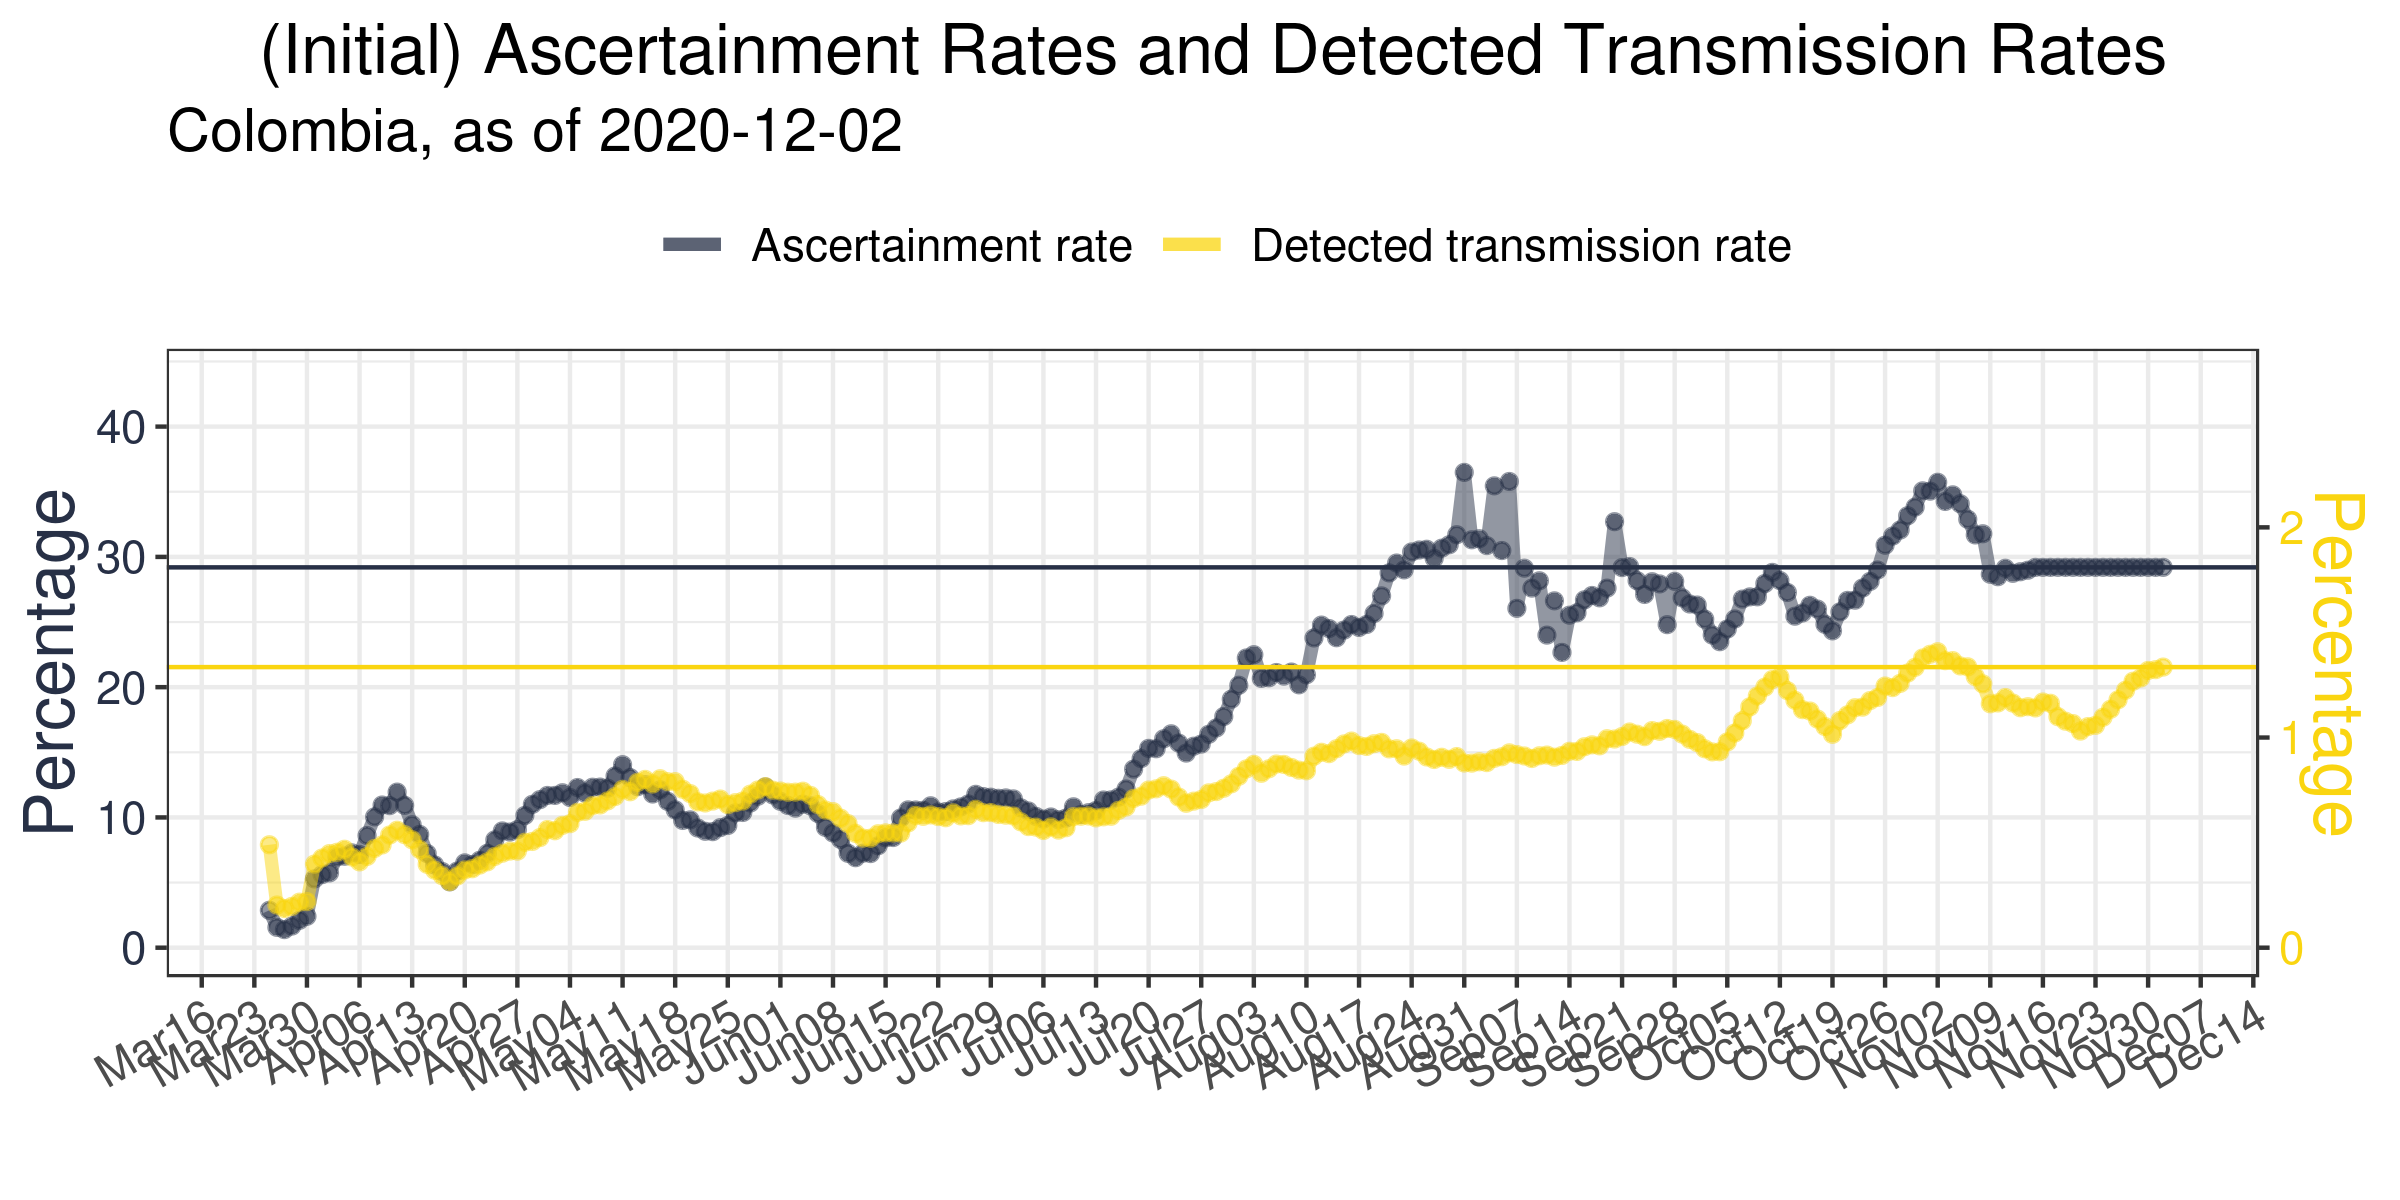 (Initial) Ascertainment Rates and Detected Transmission Rates
Colombia, as of 2020-12-02
Ascertainment rate
Detected transmission rate
Percentage
40
30
20
10
0
2
1
0
Percentage
Mar16
Mar23
Mar30
Apr06
Apr13
Apr20
Apr27
May04
May11
May18
May25
Jun01
Jun08
Jun15
Jun22
Jun29
Jul06
Jul13
Jul20
Jul27
Aug03
Aug10
Aug17
Aug24
Aug31
Sep07
Sep14
Sep21
Sep28
Oct05
Oct12
Oct19
Oct26
Nov02
Nov09
Nov16
Nov23
Nov30
Dec07
Dec14